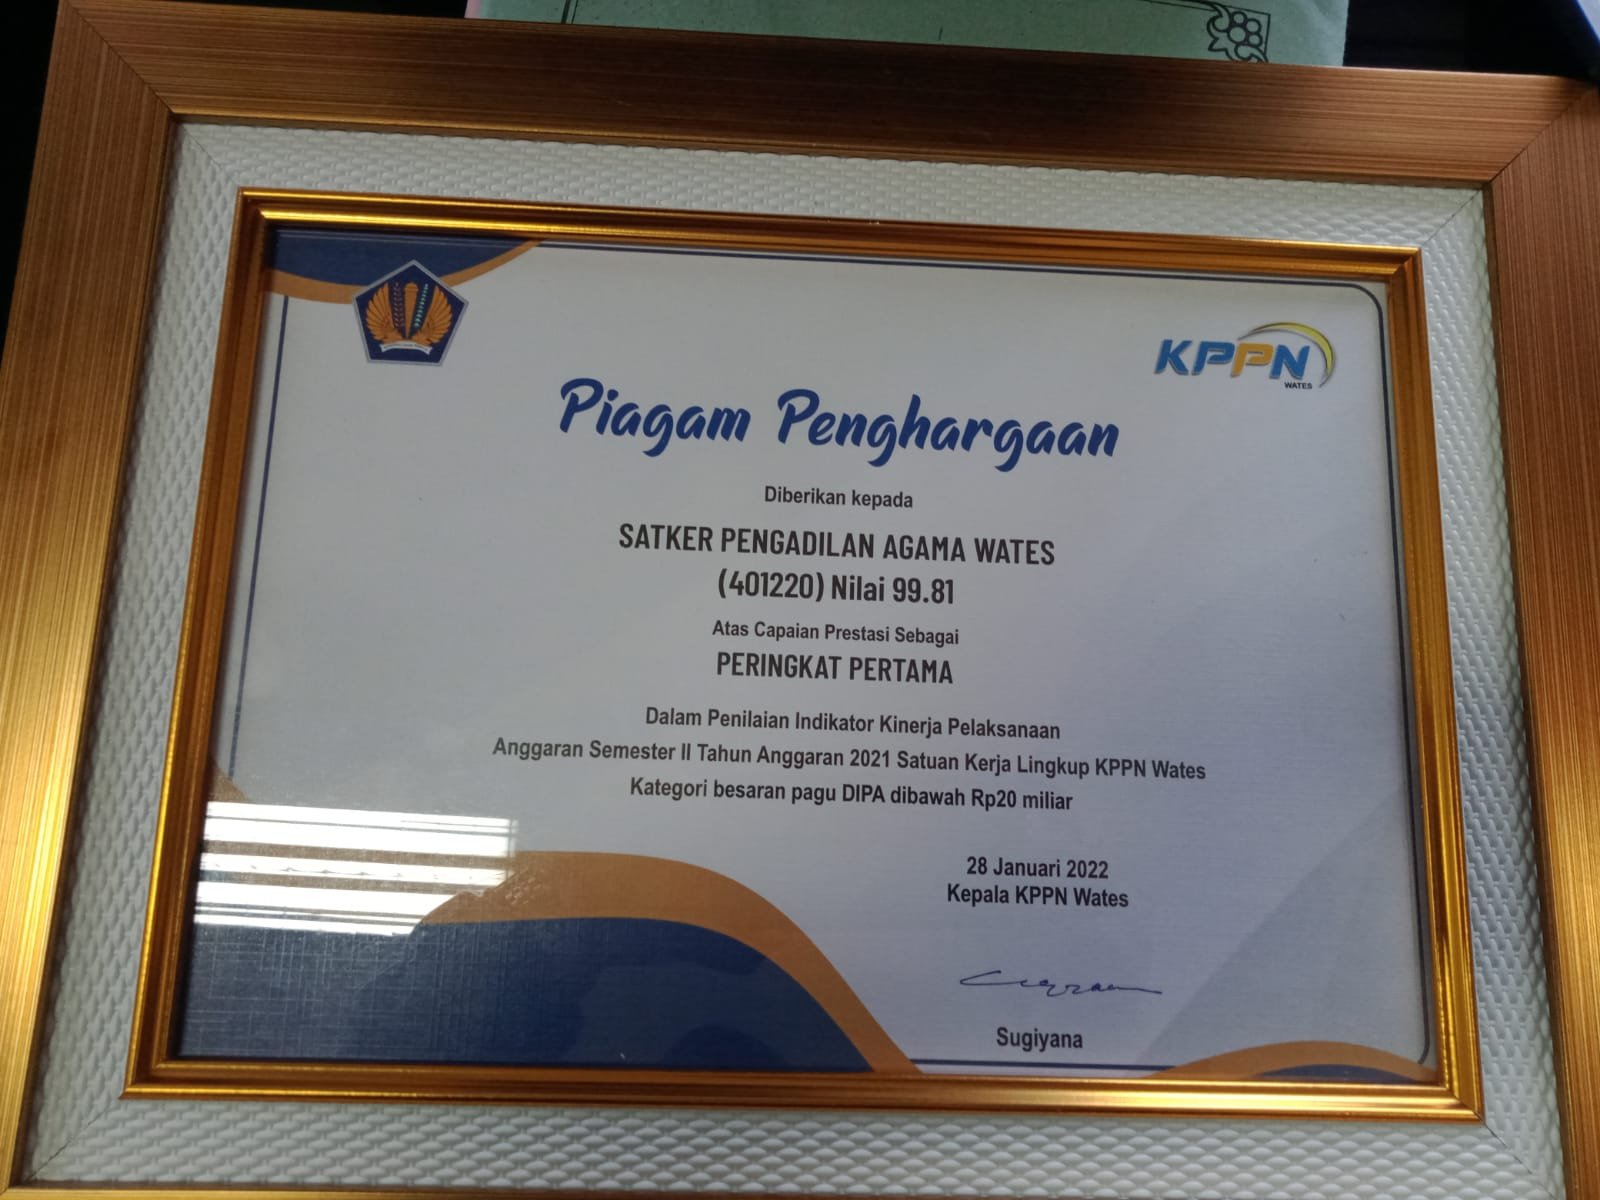 KPPN
WATES
Piagam Penghargaan
Diberikan kepada
SATKER PENGADILAN AGAMA WATES
(401220) Nilai 99.81
Atas Capaian Prestasi Sebagai
PERINGKAT PERTAMA
Dalam Penilaian Indikator Kinerja Pelaksanaan
Anggaran Semester II Tahun Anggaran 2021 Satuan Kerja Lingkup KPPN Wates
Kategori besaran pagu DIPA dibawah Rp20 miliar
28 Januari 2022
Kepala KPPN Wates
Sugiyana